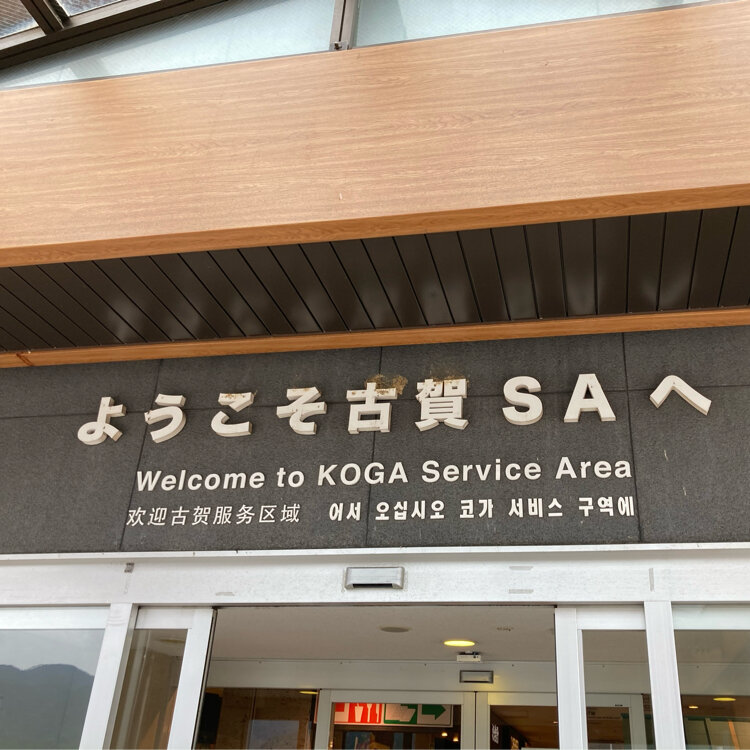 ようこそ古賀SAへ
Welcome to KOGA Service Area
欢迎古贺服务区域 어서 오십시오 코가 서비스 구역에